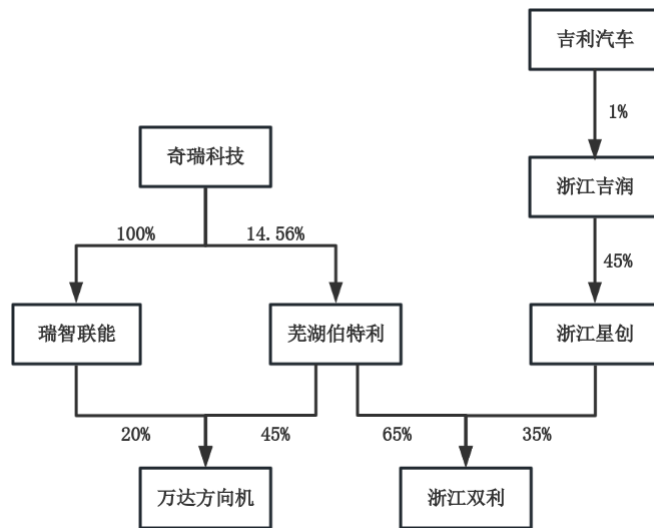 吉利汽车
1%
奇瑞科技
浙江吉润
100%
14.56%
45%
瑞智联能
芜湖伯特利
浙江星创
20%
45%
65%
35%
万达方向机
浙江双利